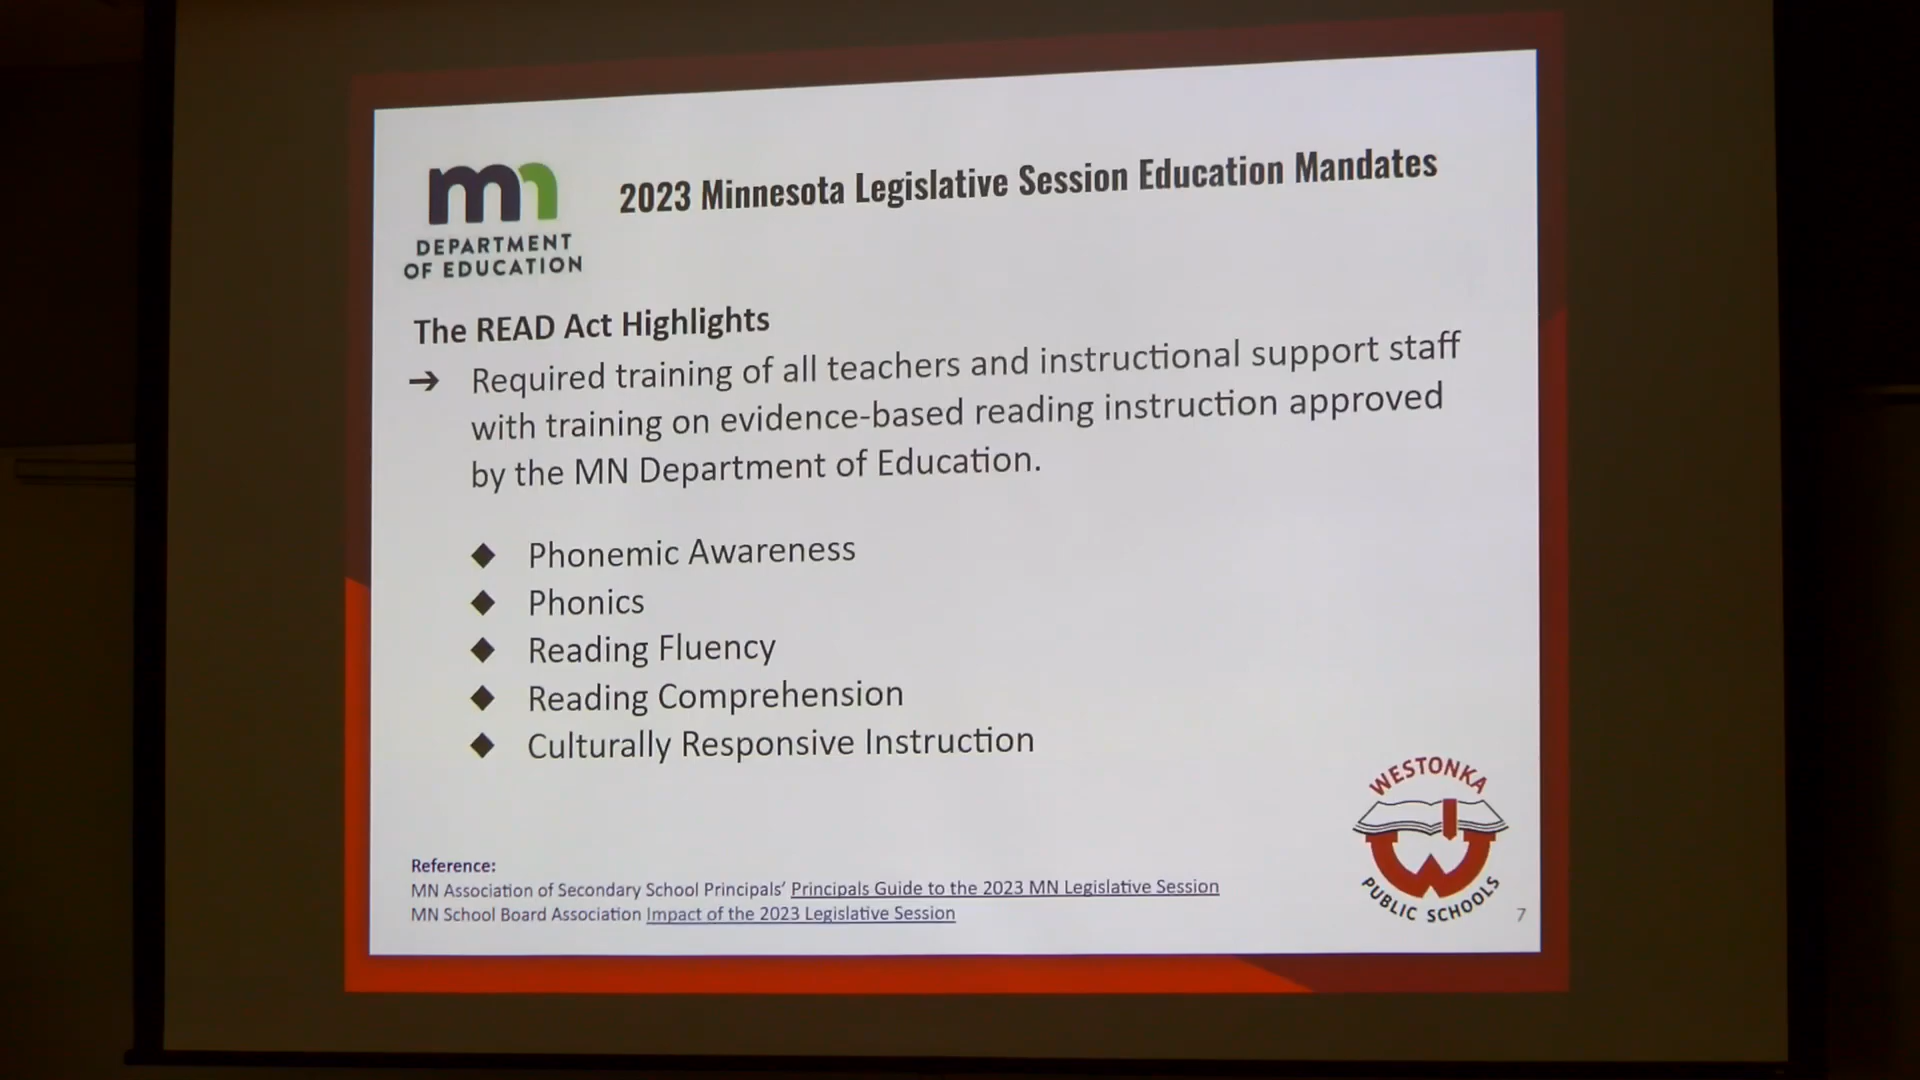 mn
DEPARTMENT
OF EDUCATION
2023 Minnesota Legislative Session Education Mandates
The READ Act Highlights
➔ Required training of all teachers and instructional support staff
with training on evidence-based reading instruction approved
by the MN Department of Education.
◆ Phonemic Awareness
◆ Phonics
◆ Reading Fluency
◆ Reading Comprehension
◆ Culturally Responsive Instruction
Reference:
MN Association of Secondary School Principals’ Principals Guide to the 2023 MN Legislative Session
MN School Board Association Impact of the 2023 Legislative Session
WESTONKA
W
PUBLIC SCHOOLS
7